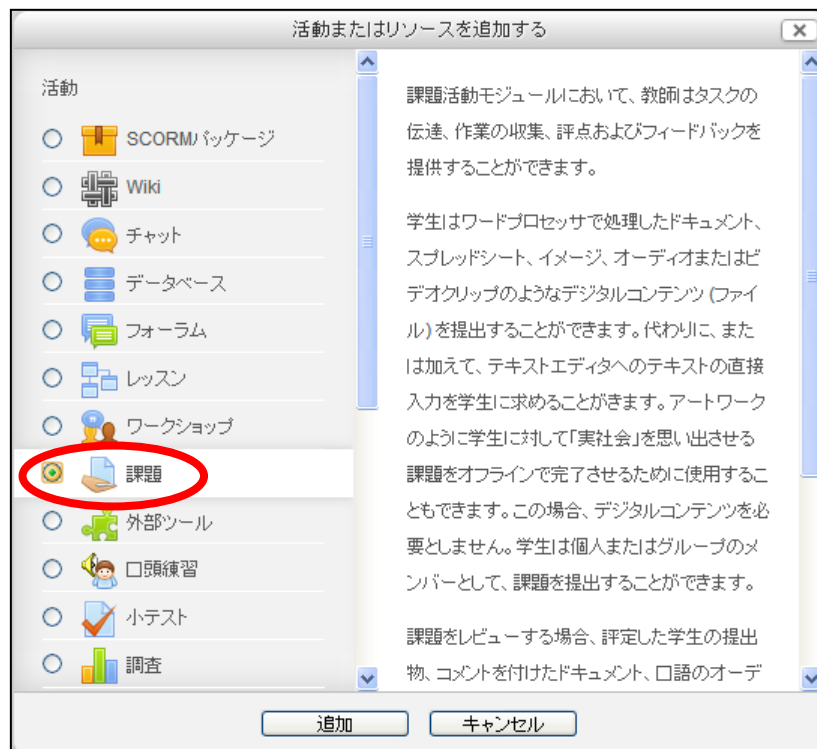 活動またはリソースを追加する
活動
SCORMパッケージ
Wiki
チャット
データベース
フォーラム
レッスン
ワークショップ
課題
外部ツール
口頭練習
小テスト
調査
課題活動モジュールにおいて、教師はタスクの
伝達、作業の収集、評点およびフィードバックを
提供することができます。
学生はワードプロセッサで処理したドキュメント、
スプレッドシート、イメージ、オーディオまたはビ
デオクリップのようなデジタルコンテンツ (ファイ
ル) を提出することができます。代わりに、また
は加えて、テキストエディタへのテキストの直接
入力を学生に求めることがきます。アートワーク
のように学生に対して「実社会」を思い出させる
課題をオフラインで完了させるために使用するこ
ともできます。この場合、デジタルコンテンツを必
要としません。学生は個人またはグループのメ
ンバーとして、課題を提出することができます。
課題をレビューする場合、評定した学生の提出
物、コメントを付けたドキュメント、口語のオーデ
追加
キャンセル